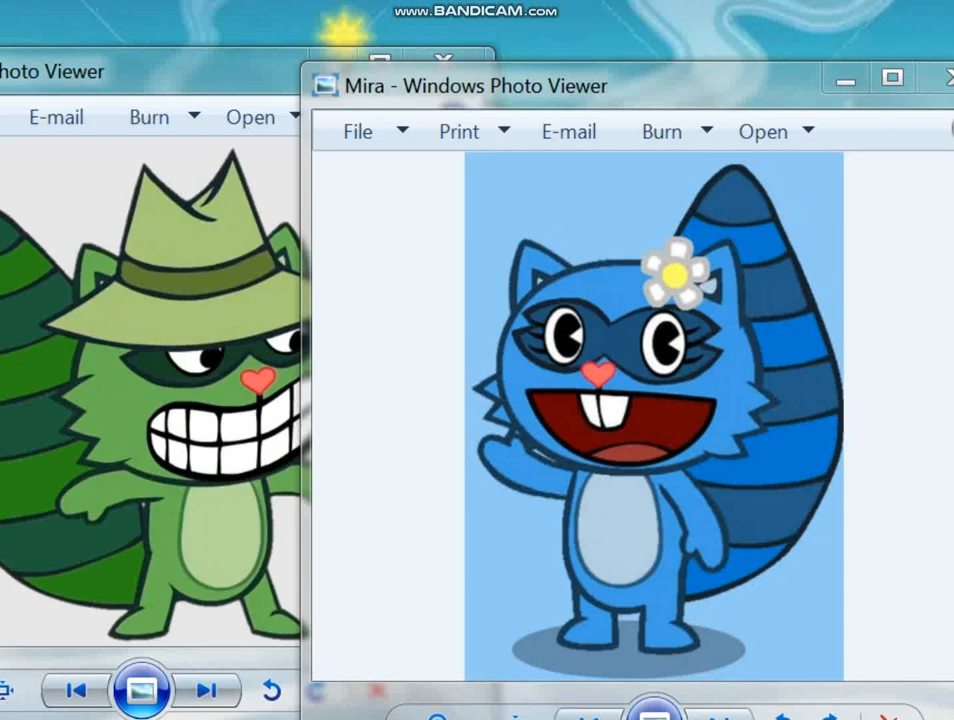 www.BANDICAM.com
hoto Viewer
E-mail Burn Open
Mira - Windows Photo Viewer
File Print E-mail Burn Open